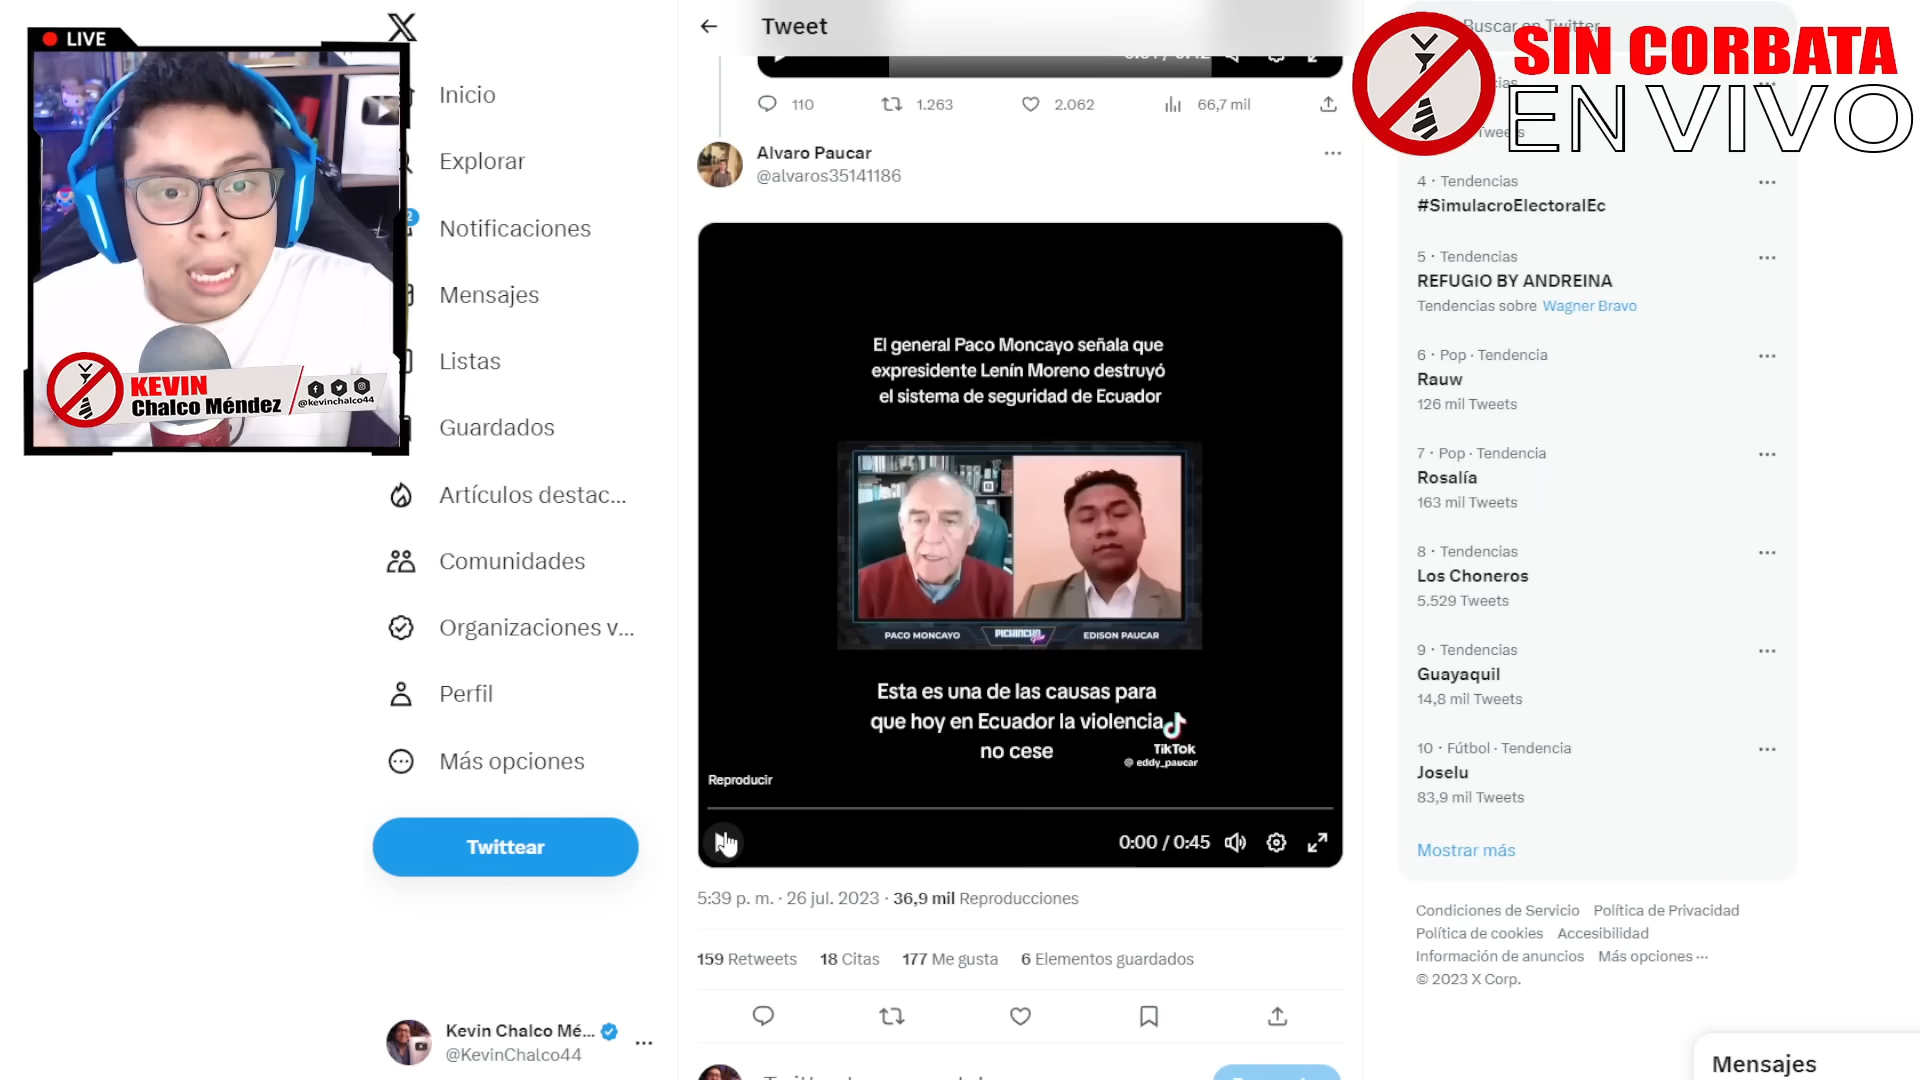 LIVE
KEVIN
Chalco Méndez
@kevinchalco44
Inicio
Explorar
2
Notificaciones
Mensajes
Listas
Guardados
Artículos destac...
Comunidades
Organizaciones v...
Perfil
Más opciones
Twittear
Kevin Chalco Mé...
@KevinChalco44
Tweet
110
1.263
2.062
66,7 mil
Alvaro Paucar
@alvaros35141186
El general Paco Moncayo señala que
expresidente Lenín Moreno destruyó
el sistema de seguridad de Ecuador
PACO MONCAYO
PICHINCHA
EDISON PAUCAR
Esta es una de las causas para
que hoy en Ecuador la violencia
no cese
TikTok
@ eddy_paucar
Reproducir
0:00 / 0:45
5:39 p. m. · 26 jul. 2023 · 36,9 mil Reproducciones
159 Retweets 18 Citas 177 Me gusta 6 Elementos guardados
Buscar en Twitter
SIN CORBATA
EN VIVO
Tweets
4 · Tendencias
#SimulacroElectoralEc
5 · Tendencias
REFUGIO BY ANDREINA
Tendencias sobre Wagner Bravo
6 · Pop · Tendencia
Rauw
126 mil Tweets
7 · Pop · Tendencia
Rosalía
163 mil Tweets
8 · Tendencias
Los Choneros
5.529 Tweets
9 · Tendencias
Guayaquil
14,8 mil Tweets
10 · Fútbol · Tendencia
Joselu
83,9 mil Tweets
Mostrar más
Condiciones de Servicio Política de Privacidad
Política de cookies Accesibilidad
Información de anuncios Más opciones ···
© 2023 X Corp.
Mensajes